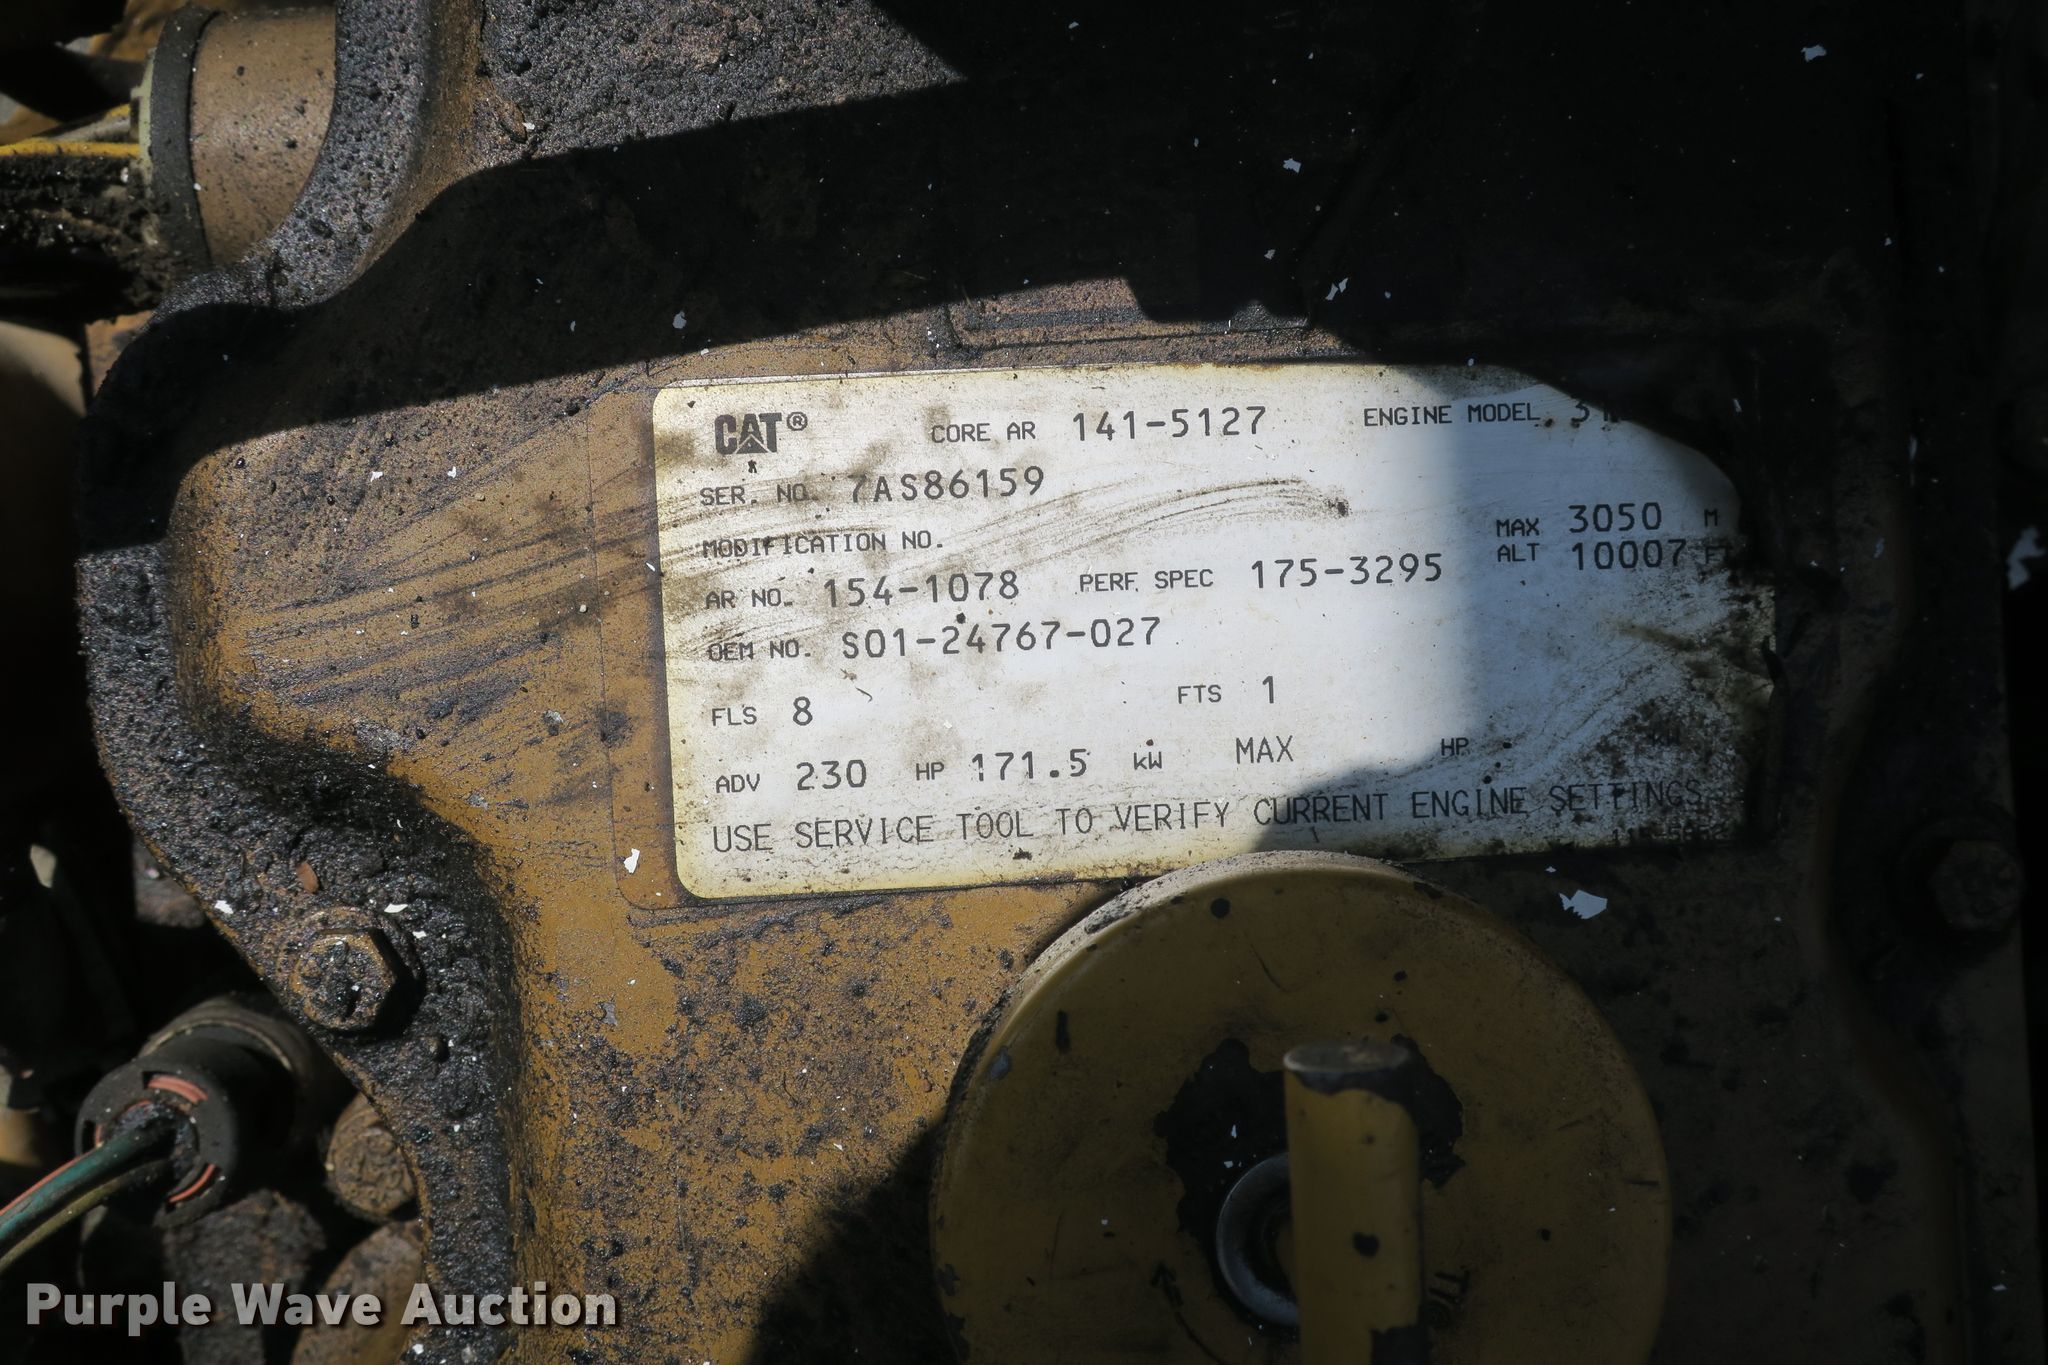 CAT® CORE AR 141-5127 ENGINE MODEL
SER. NO. 7AS86159
MODIFICATION NO. MAX 3050 M
AR NO. 154-1078 PERF. SPEC 175-3295 ALT 10007 FT
OEM NO. S01-24767-027
FLS 8 FTS 1
ADV 230 HP 171.5 kW MAX HP kW
USE SERVICE TOOL TO VERIFY CURRENT ENGINE SETTINGS
Purple Wave Auction